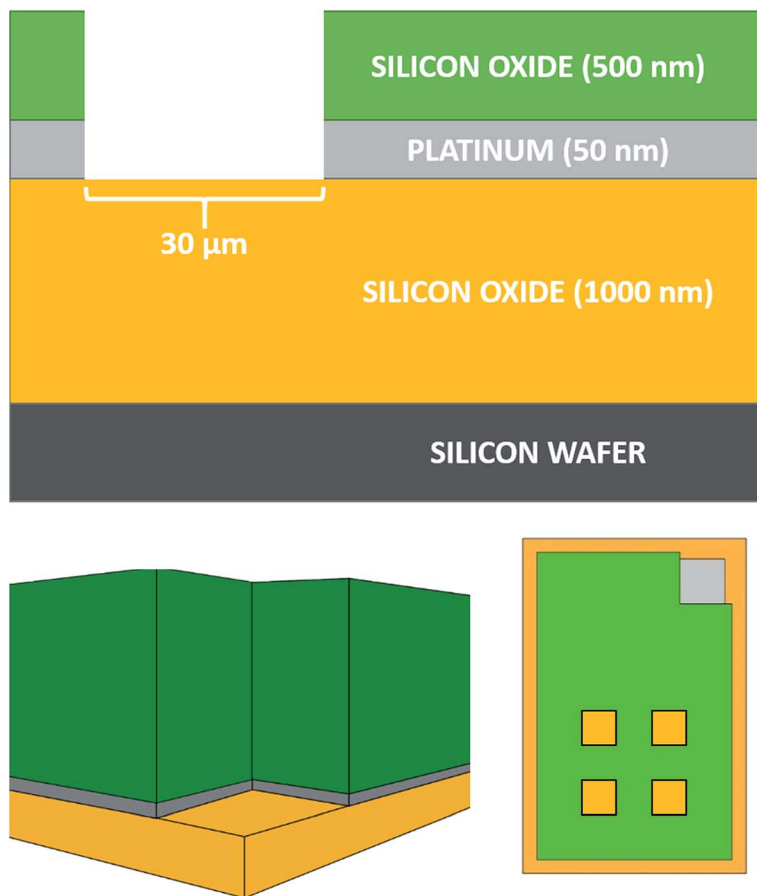 SILICON OXIDE (500 nm)
PLATINUM (50 nm)
30 µm
SILICON OXIDE (1000 nm)
SILICON WAFER